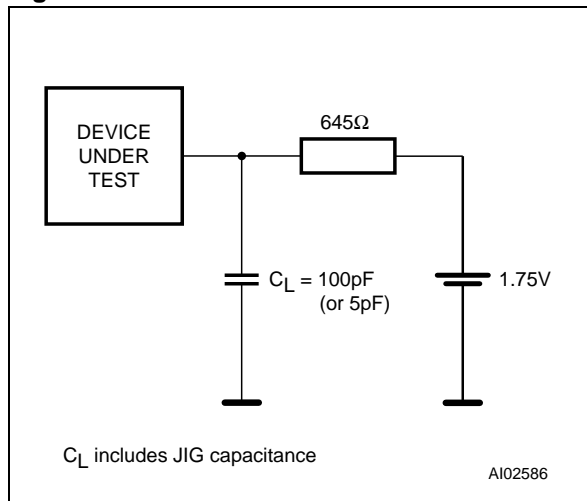 DEVICE
UNDER
TEST
645Ω
C_L = 100pF
(or 5pF)
1.75V
C_L includes JIG capacitance
AI02586